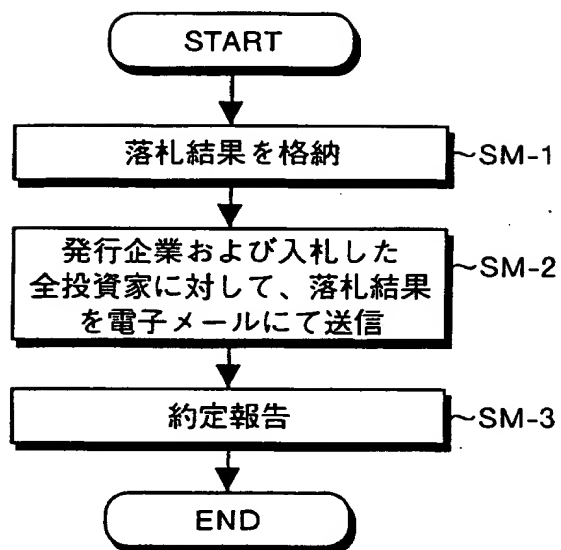 START
落札結果を格納
~SM-1
発行企業および入札した
全投資家に対して、落札結果
を電子メールにて送信
~SM-2
約定報告
~SM-3
END